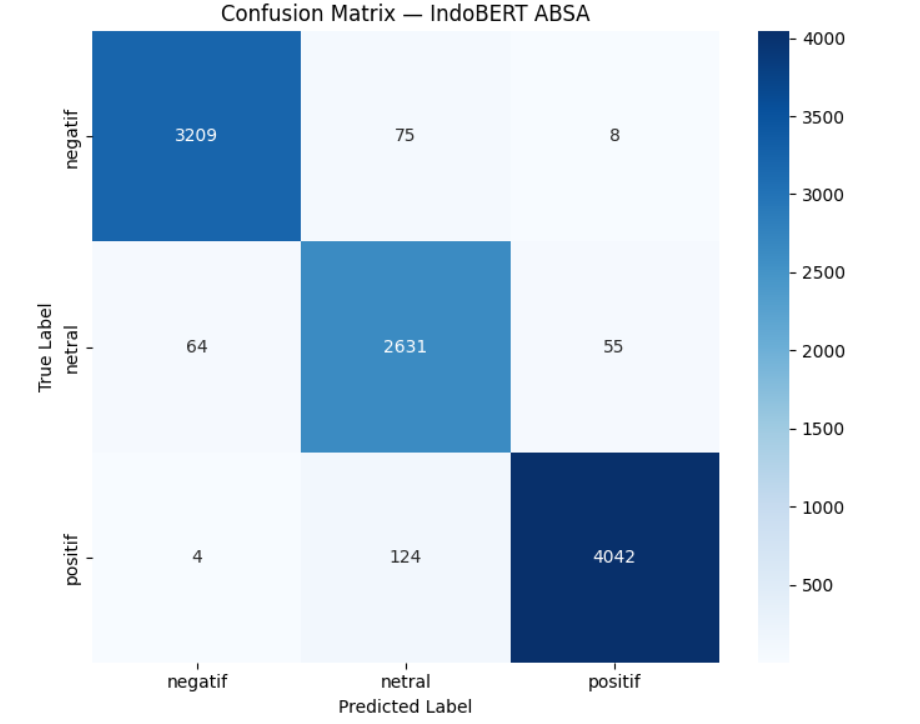 Confusion Matrix — IndoBERT ABSA
negatif
3209
75
8
True Label
netral
64
2631
55
positif
4
124
4042
negatif
netral
positif
Predicted Label
4000
3500
3000
2500
2000
1500
1000
500